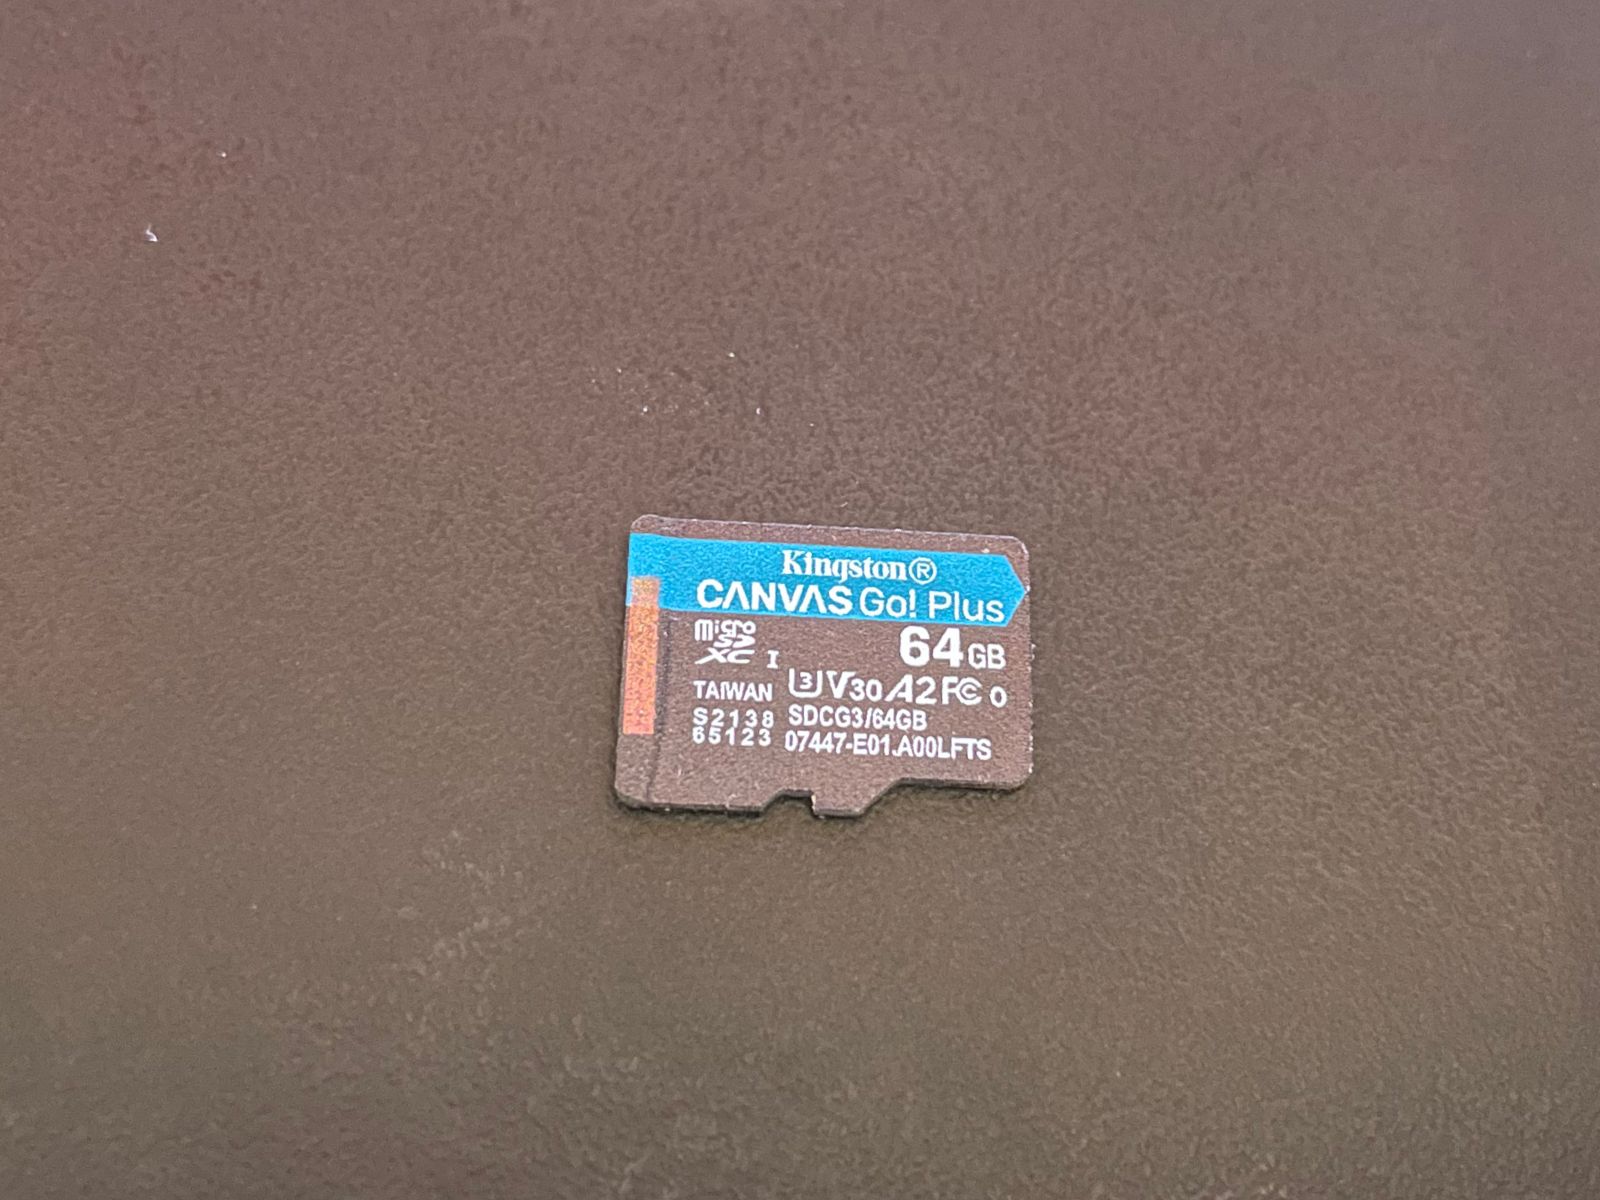 Kingston®
CANVAS Go! Plus
micro SD XC I
64GB
TAIWAN U3 V30 A2 FC 0
S2138 SDCG3/64GB
65123 07447-E01.A00LFTS